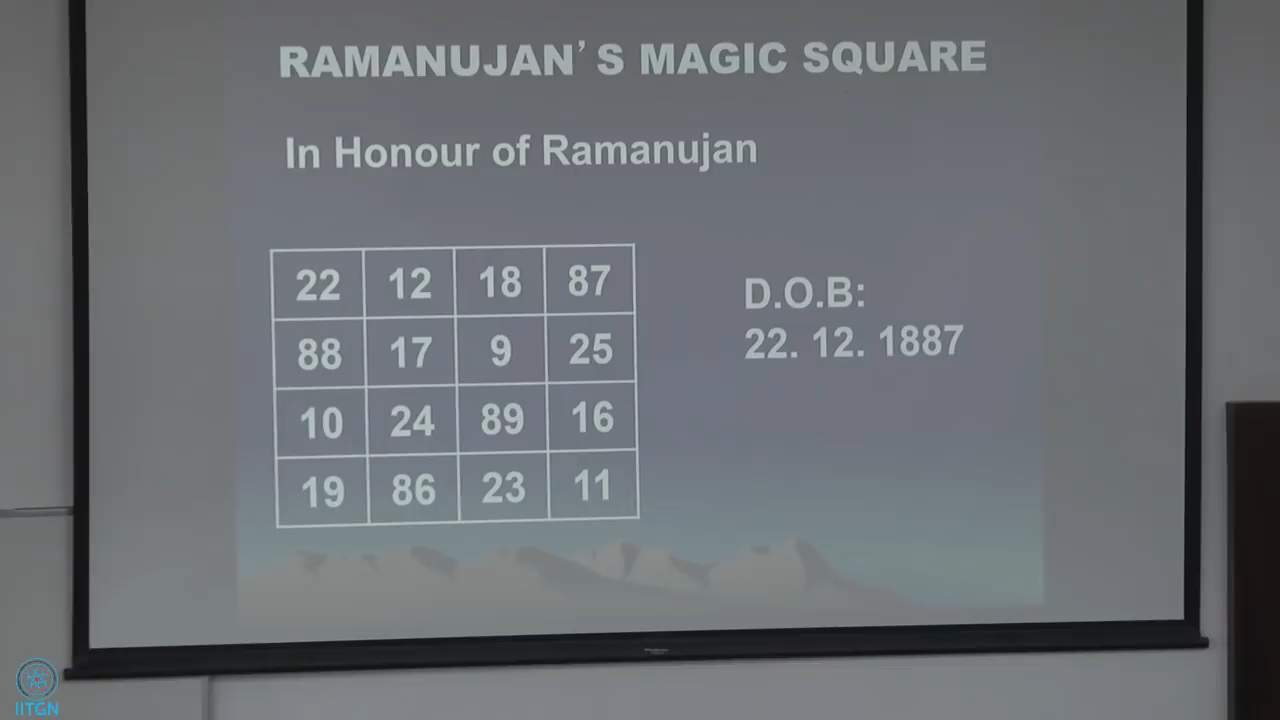 RAMANUJAN'S MAGIC SQUARE
In Honour of Ramanujan
22 12 18 87
88 17 9 25
10 24 89 16
19 86 23 11
D.O.B:
22. 12. 1887
IITGN